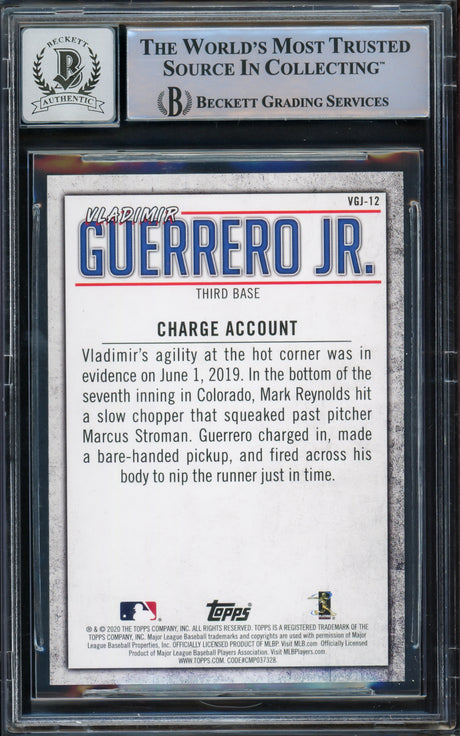 BECKETT
B
AUTHENTIC
THE WORLD'S MOST TRUSTED
SOURCE IN COLLECTING™
B BECKETT GRADING SERVICES
VGJ-12
VLADIMIR
GUERRERO JR.
THIRD BASE
CHARGE ACCOUNT
Vladimir's agility at the hot corner was in
evidence on June 1, 2019. In the bottom of the
seventh inning in Colorado, Mark Reynolds hit
a slow chopper that squeaked past pitcher
Marcus Stroman. Guerrero charged in, made
a bare-handed pickup, and fired across his
body to nip the runner just in time.
topps
® & © 2020 THE TOPPS COMPANY, INC. ALL RIGHTS RESERVED. TOPPS IS A REGISTERED TRADEMARK OF THE
TOPPS COMPANY, INC. Major League Baseball trademarks and copyrights are used with permission of Major
League Baseball Properties, Inc. OFFICIALLY LICENSED PRODUCT OF MLBP. Visit MLB.com Officially Licensed
Product of Major League Baseball Players Association. Visit MLBPlayers.com.
WWW.TOPPS.COM. CODE#CMP037328.